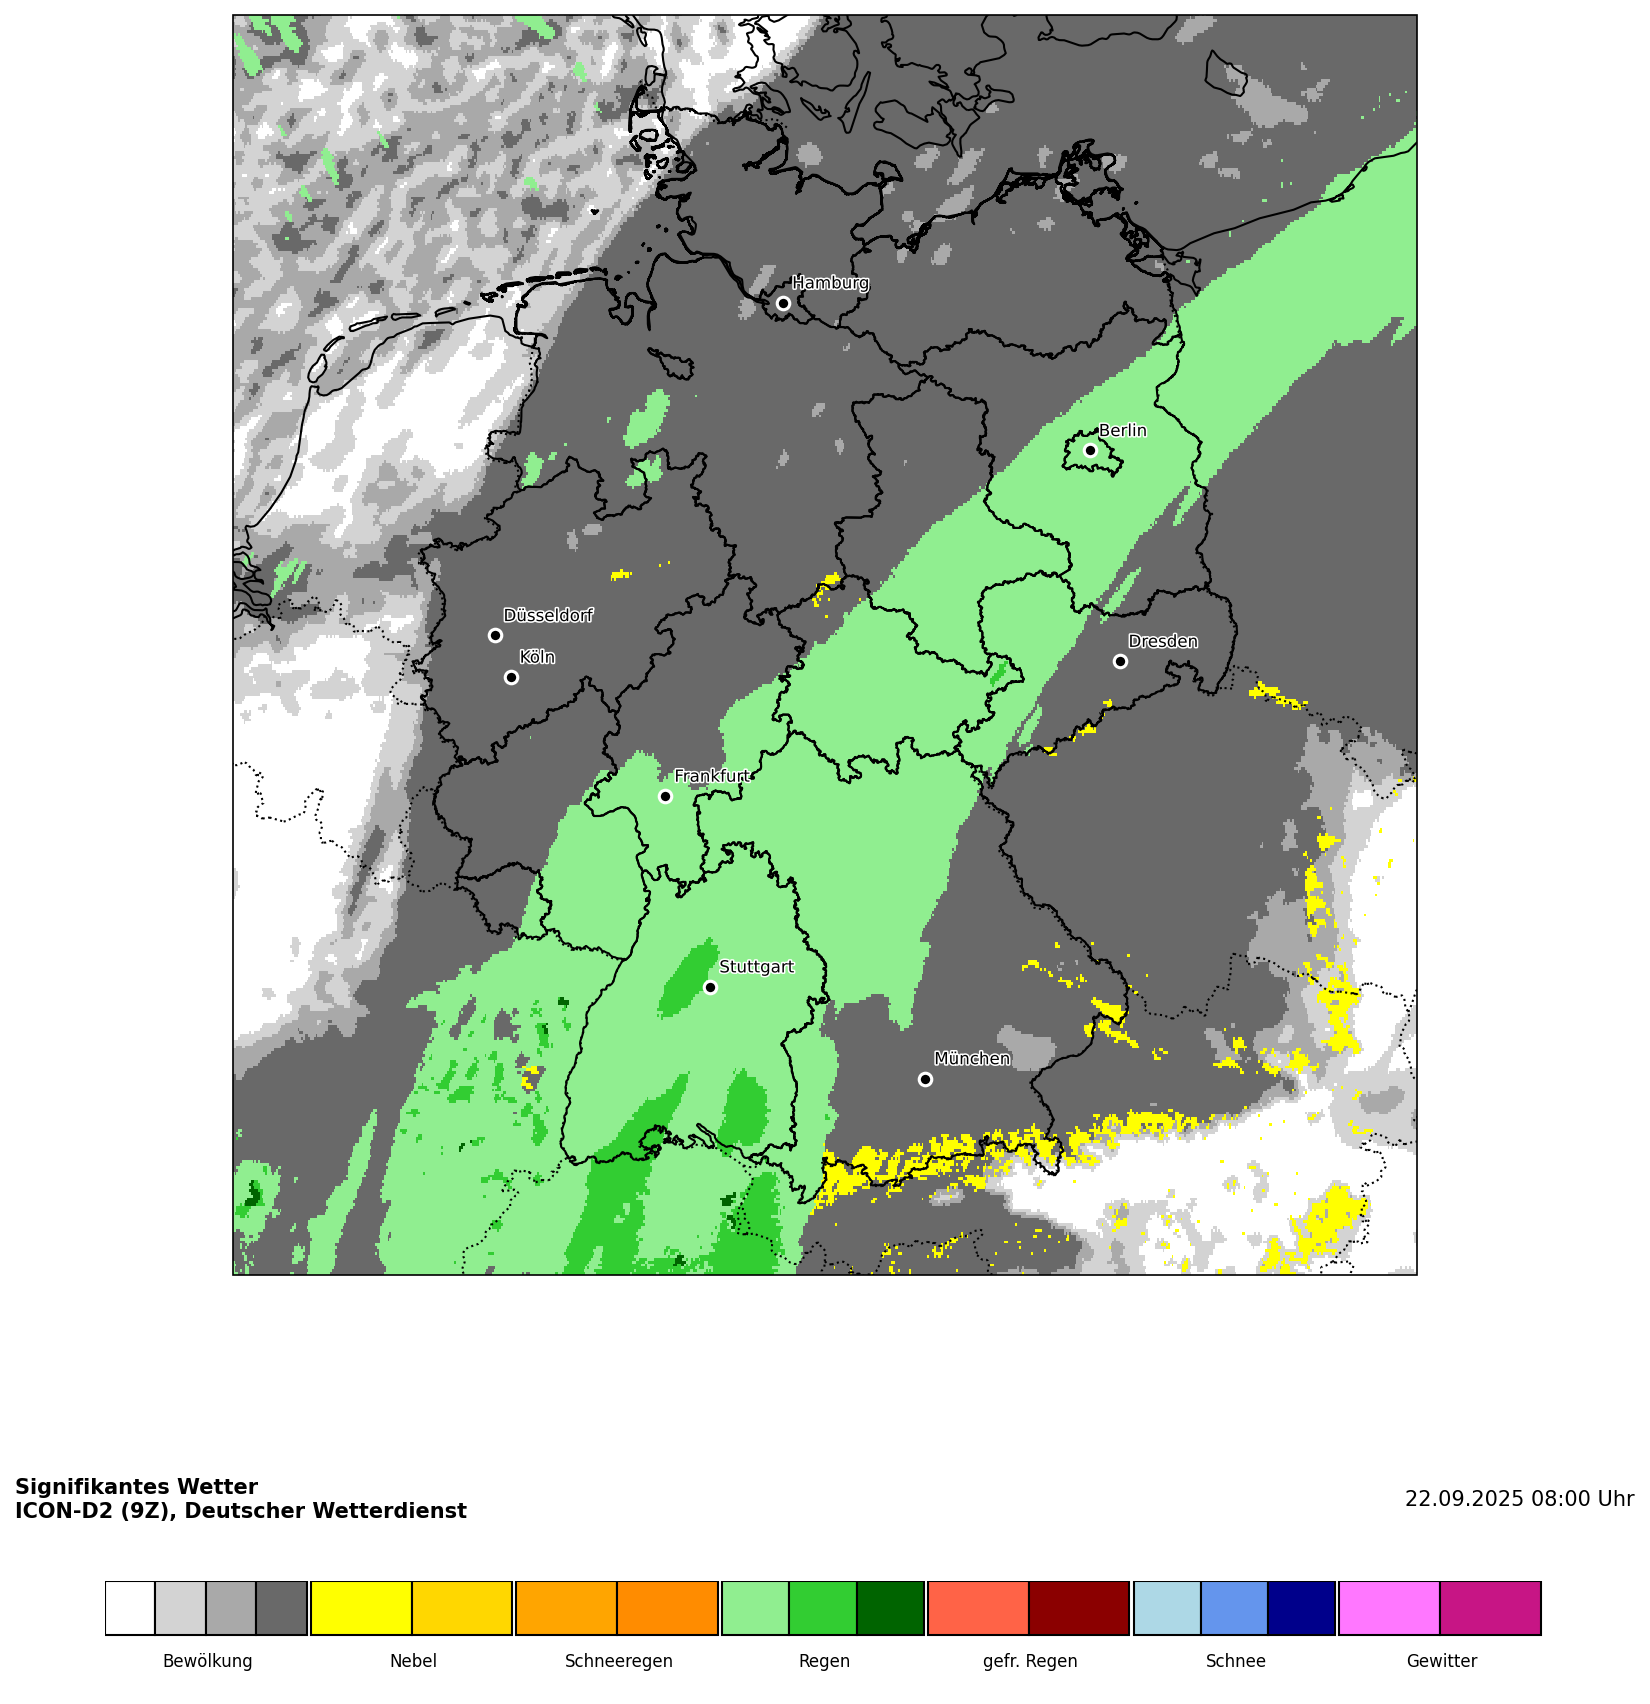 Hamburg
Berlin
Düsseldorf
Köln
Dresden
Frankfurt
Stuttgart
München
Signifikantes Wetter
ICON-D2 (9Z), Deutscher Wetterdienst
22.09.2025 08:00 Uhr
Bewölkung Nebel Schneeregen Regen gefr. Regen Schnee Gewitter